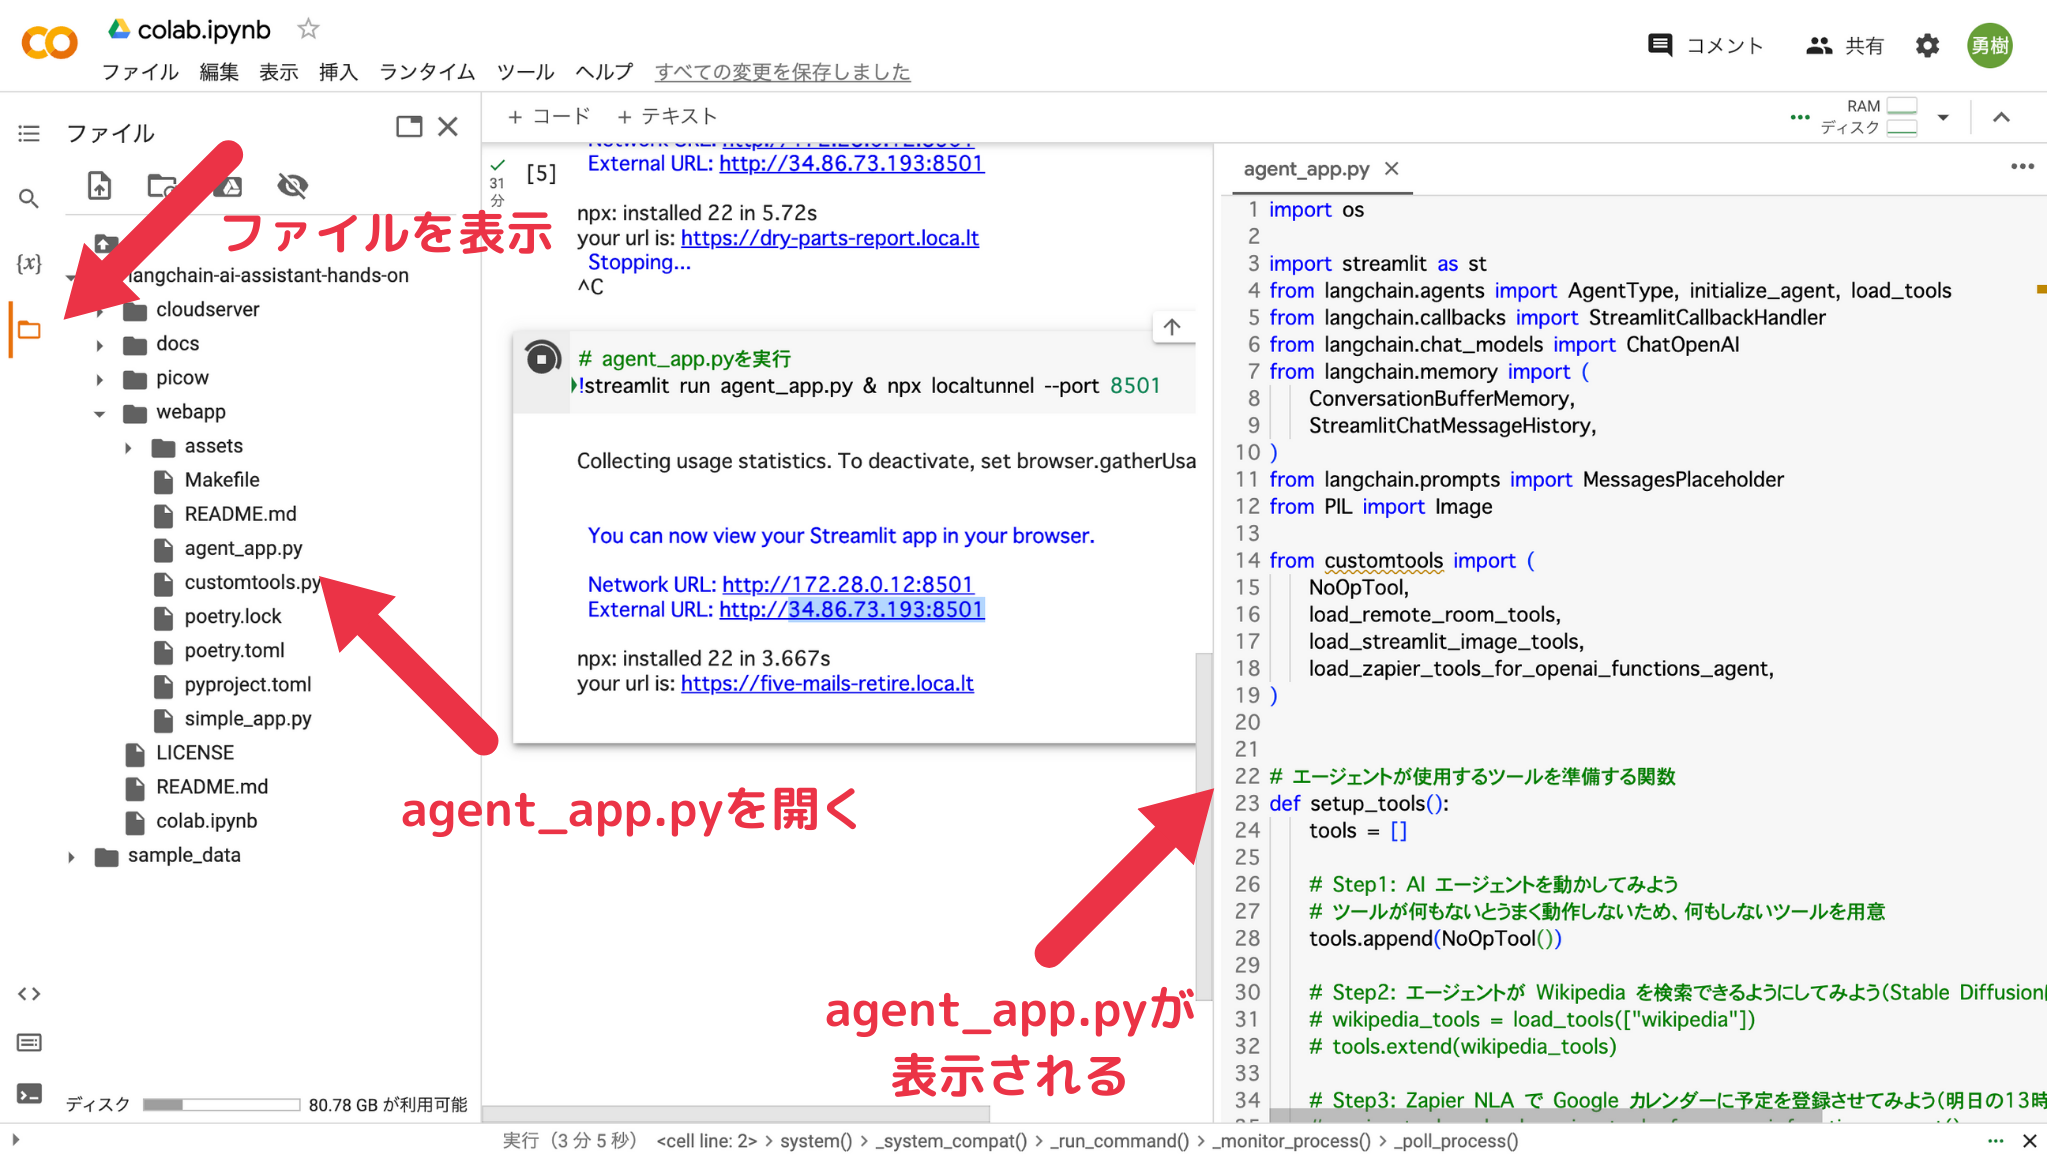 colab.ipynb
ファイル 編集 表示 挿入 ランタイム ツール ヘルプ すべての変更を保存しました
コメント 共有 勇樹
ファイル
+ コード + テキスト
RAM
ディスク
{x}
ファイルを表示
langchain-ai-assistant-hands-on
cloudserver
docs
picow
webapp
assets
Makefile
README.md
agent_app.py
customtools.py
poetry.lock
poetry.toml
pyproject.toml
simple_app.py
LICENSE
README.md
colab.ipynb
sample_data
ディスク 80.78 GB が利用可能
agent_app.pyを開く
31
分
[5]
Network URL: http://172.28.0.12:8501
External URL: http://34.86.73.193:8501
npx: installed 22 in 5.72s
your url is: https://dry-parts-report.loca.lt
Stopping...
^C
# agent_app.pyを実行
!streamlit run agent_app.py & npx localtunnel --port 8501
Collecting usage statistics. To deactivate, set browser.gatherUsa
You can now view your Streamlit app in your browser.
Network URL: http://172.28.0.12:8501
External URL: http://34.86.73.193:8501
npx: installed 22 in 3.667s
your url is: https://five-mails-retire.loca.lt
agent_app.pyが
表示される
agent_app.py
1 import os
2
3 import streamlit as st
4 from langchain.agents import AgentType, initialize_agent, load_tools
5 from langchain.callbacks import StreamlitCallbackHandler
6 from langchain.chat_models import ChatOpenAI
7 from langchain.memory import (
8 ConversationBufferMemory,
9 StreamlitChatMessageHistory,
10 )
11 from langchain.prompts import MessagesPlaceholder
12 from PIL import Image
13
14 from customtools import (
15 NoOpTool,
16 load_remote_room_tools,
17 load_streamlit_image_tools,
18 load_zapier_tools_for_openai_functions_agent,
19 )
20
21
22 # エージェントが使用するツールを準備する関数
23 def setup_tools():
24 tools = []
25
26 # Step1: AI エージェントを動かしてみよう
27 # ツールが何もないとうまく動作しないため、何もしないツールを用意
28 tools.append(NoOpTool())
29
30 # Step2: エージェントが Wikipedia を検索できるようにしてみよう(Stable Diffusion
31 # wikipedia_tools = load_tools(["wikipedia"])
32 # tools.extend(wikipedia_tools)
33
34 # Step3: Zapier NLA で Google カレンダーに予定を登録させてみよう(明日の13時
実行 (3 分 5 秒) <cell line: 2> > system() > _system_compat() > _run_command() > _monitor_process() > _poll_process()